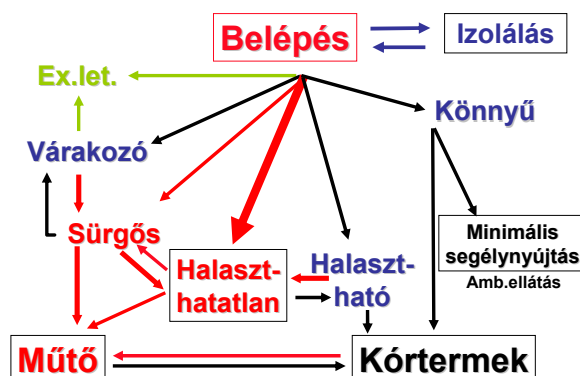 Belépés
Izolálás
Ex.let.
Könnyű
Várakozó
Sürgős
Minimális
segélynyújtás
Amb.ellátás
Halaszt-
hatatlan
Halaszt-
ható
Műtő
Kórtermek